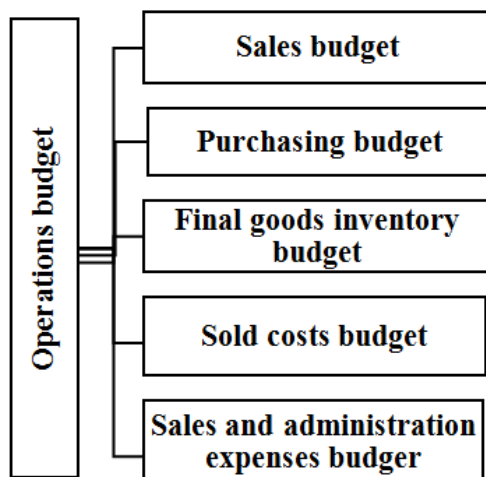 Operations budget
Sales budget
Purchasing budget
Final goods inventory
budget
Sold costs budget
Sales and administration
expenses budger